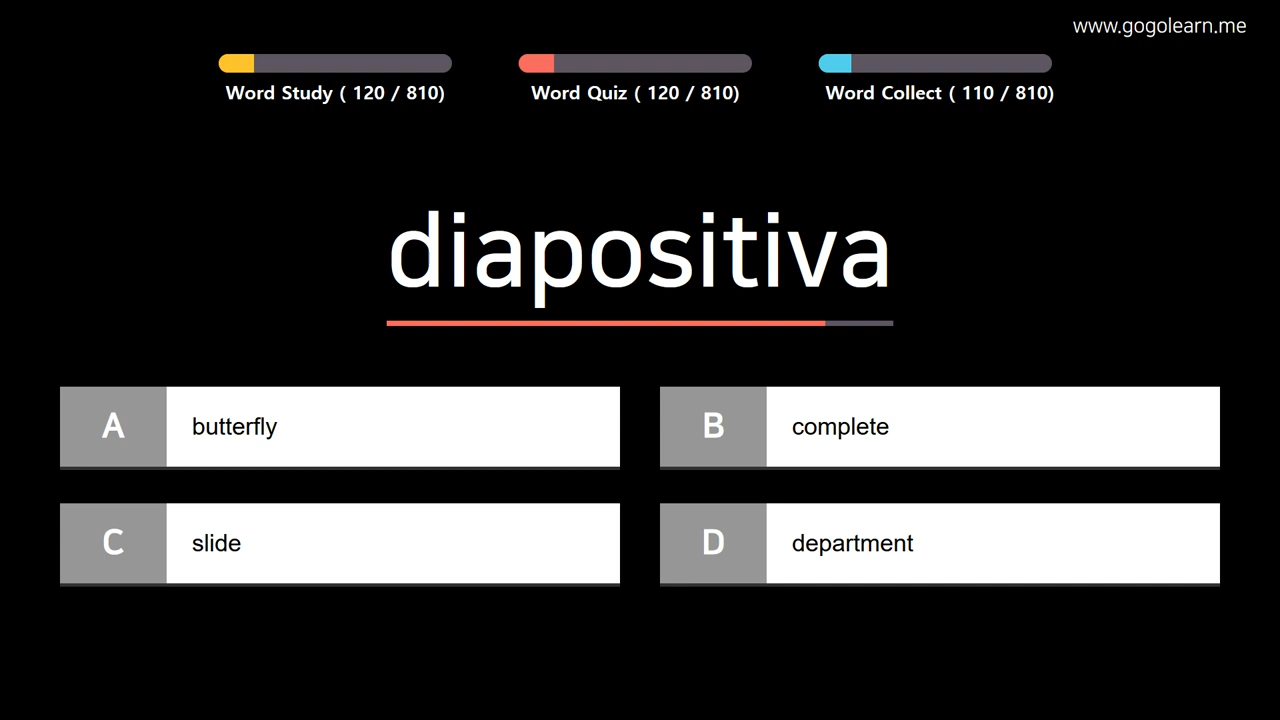 www.gogolearn.me
Word Study ( 120 / 810)
Word Quiz ( 120 / 810)
Word Collect ( 110 / 810)
diapositiva
A butterfly
B complete
C slide
D department